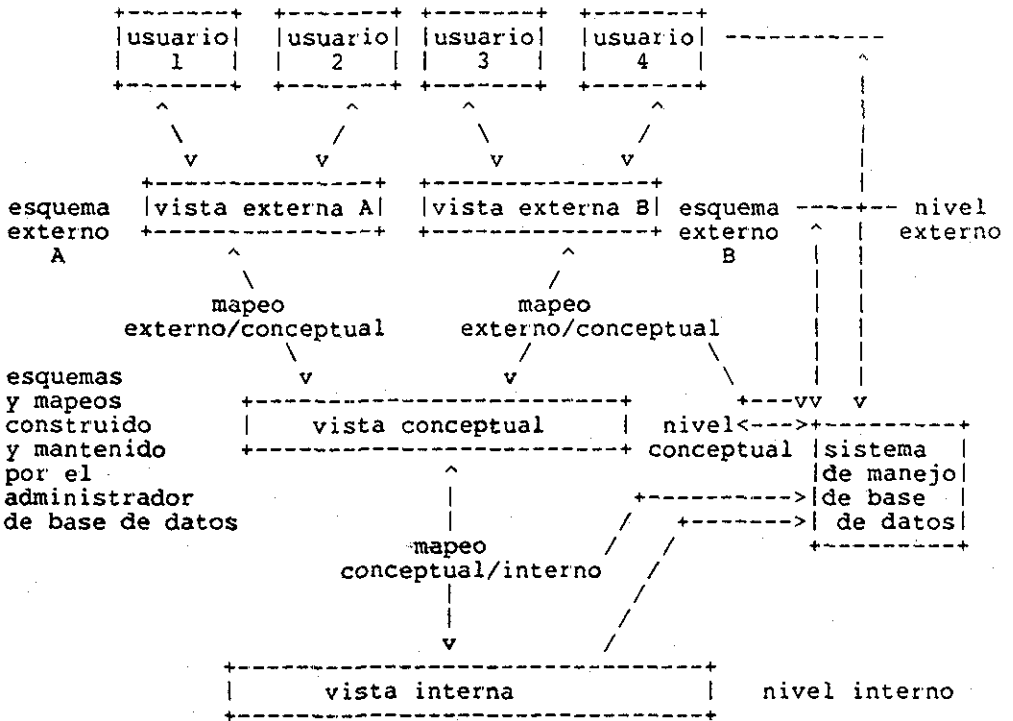 usuario usuario usuario usuario
1 2 3 4
esquema vista externa A vista externa B esquema nivel
externo externo externo
A B
mapeo mapeo
externo/conceptual externo/conceptual
esquemas
y mapeos
construido vista conceptual nivel
y mantenido conceptual sistema
por el de manejo
administrador de base
de base de datos de datos
mapeo
conceptual/interno
vista interna nivel interno